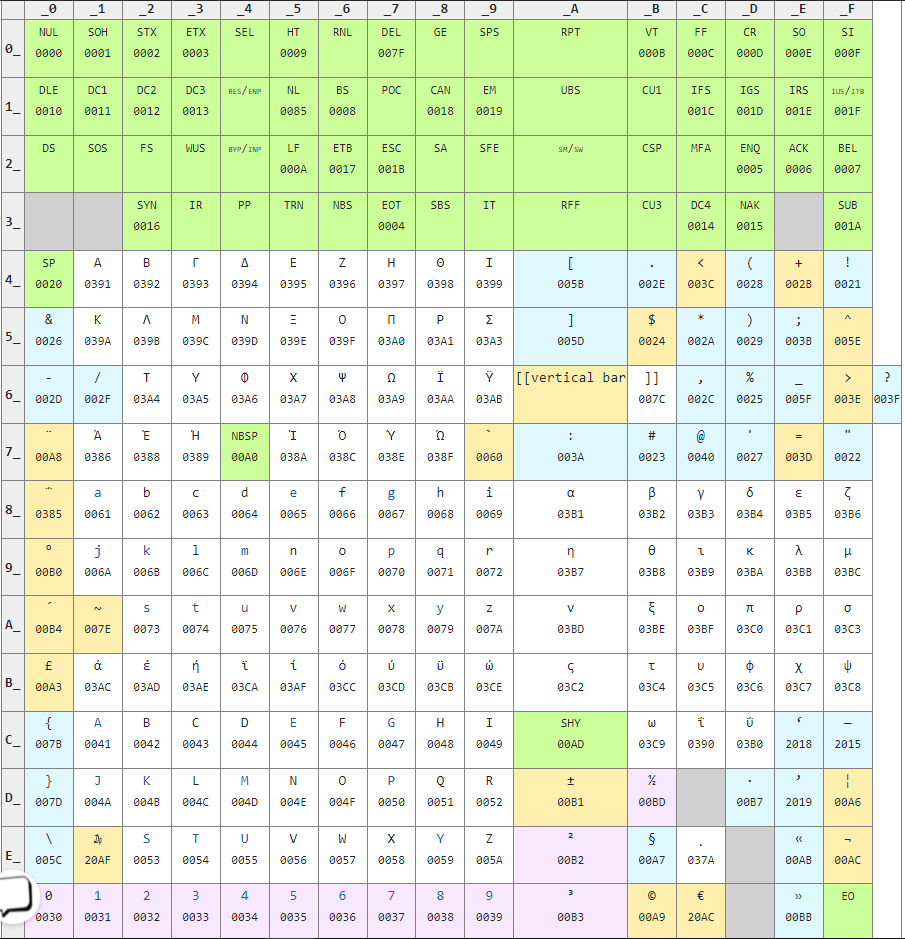 _0 _1 _2 _3 _4 _5 _6 _7 _8 _9 _A _B _C _D _E _F
0_ NUL SOH STX ETX SEL HT RNL DEL GE SPS RPT VT FF CR SO SI
0000 0001 0002 0003 0009 007F 000B 000C 000D 000E 000F
1_ DLE DC1 DC2 DC3 RES/ENP NL BS POC CAN EM UBS CU1 IFS IGS IRS IUS/ITB
0010 0011 0012 0013 0085 0008 0018 0019 001C 001D 001E 001F
2_ DS SOS FS WUS BYP/INP LF ETB ESC SA SFE SM/SW CSP MFA ENQ ACK BEL
000A 0017 001B 0005 0006 0007
3_ SYN IR PP TRN NBS EOT SBS IT RFF CU3 DC4 NAK SUB
0016 0004 0014 0015 001A
4_ SP Α Β Γ Δ Ε Ζ Η Θ Ι [ . < ( + !
0020 0391 0392 0393 0394 0395 0396 0397 0398 0399 005B 002E 003C 0028 002B 0021
5_ & Κ Λ Μ Ν Ξ Ο Π Ρ Σ ] $ * ) ; ^
0026 039A 039B 039C 039D 039E 039F 03A0 03A1 03A3 005D 0024 002A 0029 003B 005E
6_ - / Τ Υ Φ Χ Ψ Ω Ϊ Ϋ [[vertical bar ]] , % _ > ?
002D 002F 03A4 03A5 03A6 03A7 03A8 03A9 03AA 03AB 007C 002C 0025 005F 003E 003F
7_ ¨ Ά Έ Ή NBSP Ί Ό Ύ Ώ ` : # @ ' = "
00A8 0386 0388 0389 00A0 038A 038C 038E 038F 0060 003A 0023 0040 0027 003D 0022
8_ ΅ a b c d e f g h i α β γ δ ε ζ
0385 0061 0062 0063 0064 0065 0066 0067 0068 0069 03B1 03B2 03B3 03B4 03B5 03B6
9_ ° j k l m n o p q r η θ ι κ λ μ
00B0 006A 006B 006C 006D 006E 006F 0070 0071 0072 03B7 03B8 03B9 03BA 03BB 03BC
A_ ´ ~ s t u v w x y z ν ξ ο π ρ σ
00B4 007E 0073 0074 0075 0076 0077 0078 0079 007A 03BD 03BE 03BF 03C0 03C1 03C3
B_ £ ά έ ή ϊ ί ό ύ ϋ ώ ς τ υ φ χ ψ
00A3 03AC 03AD 03AE 03CA 03AF 03CC 03CD 03CB 03CE 03C2 03C4 03C5 03C6 03C7 03C8
C_ { A B C D E F G H I SHY ω ΐ ΰ ‘ ―
007B 0041 0042 0043 0044 0045 0046 0047 0048 0049 00AD 03C9 0390 03B0 2018 2015
D_ } J K L M N O P Q R ± ½ · ’ ¦
007D 004A 004B 004C 004D 004E 004F 0050 0051 0052 00B1 00BD 00B7 2019 00A6
E_ \ ₯ S T U V W X Y Z ² § ͺ « ¬
005C 20AF 0053 0054 0055 0056 0057 0058 0059 005A 00B2 00A7 037A 00AB 00AC
0 1 2 3 4 5 6 7 8 9 ³ © € » EO
0030 0031 0032 0033 0034 0035 0036 0037 0038 0039 00B3 00A9 20AC 00BB